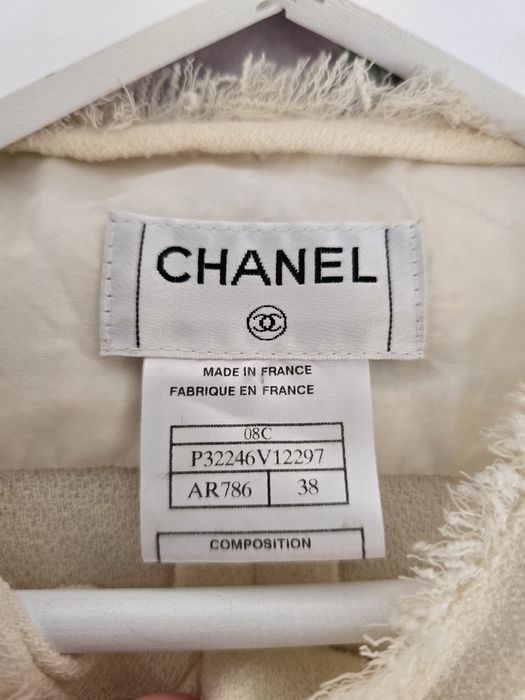 CHANEL
MADE IN FRANCE
FABRIQUE EN FRANCE
08C
P32246V12297
AR786 38
COMPOSITION